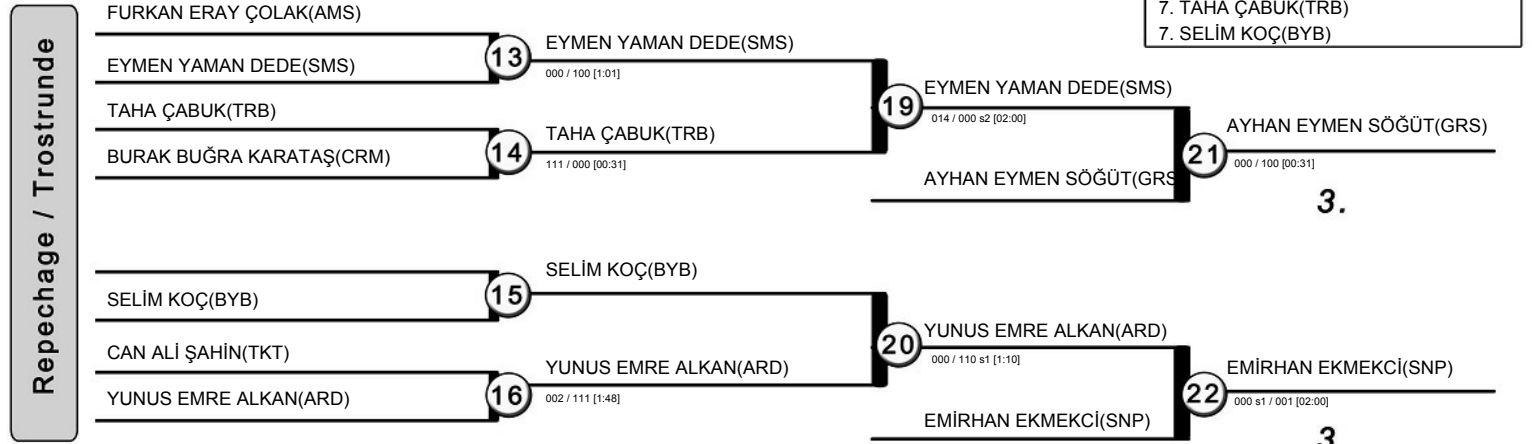 Repechage / Trostrunde
7. TAHA ÇABUK(TRB)
7. SELİM KOÇ(BYB)
FURKAN ERAY ÇOLAK(AMS)
EYMEN YAMAN DEDE(SMS)
13
EYMEN YAMAN DEDE(SMS)
000 / 100 [1:01]
TAHA ÇABUK(TRB)
BURAK BUĞRA KARATAŞ(CRM)
14
TAHA ÇABUK(TRB)
111 / 000 [00:31]
19
EYMEN YAMAN DEDE(SMS)
014 / 000 s2 [02:00]
AYHAN EYMEN SÖĞÜT(GRS
21
AYHAN EYMEN SÖĞÜT(GRS)
000 / 100 [00:31]
3.
SELİM KOÇ(BYB)
15
SELİM KOÇ(BYB)
CAN ALİ ŞAHİN(TKT)
YUNUS EMRE ALKAN(ARD)
16
YUNUS EMRE ALKAN(ARD)
002 / 111 [1:48]
20
YUNUS EMRE ALKAN(ARD)
000 / 110 s1 [1:10]
EMİRHAN EKMEKCİ(SNP)
22
EMİRHAN EKMEKCİ(SNP)
000 s1 / 001 [02:00]
3